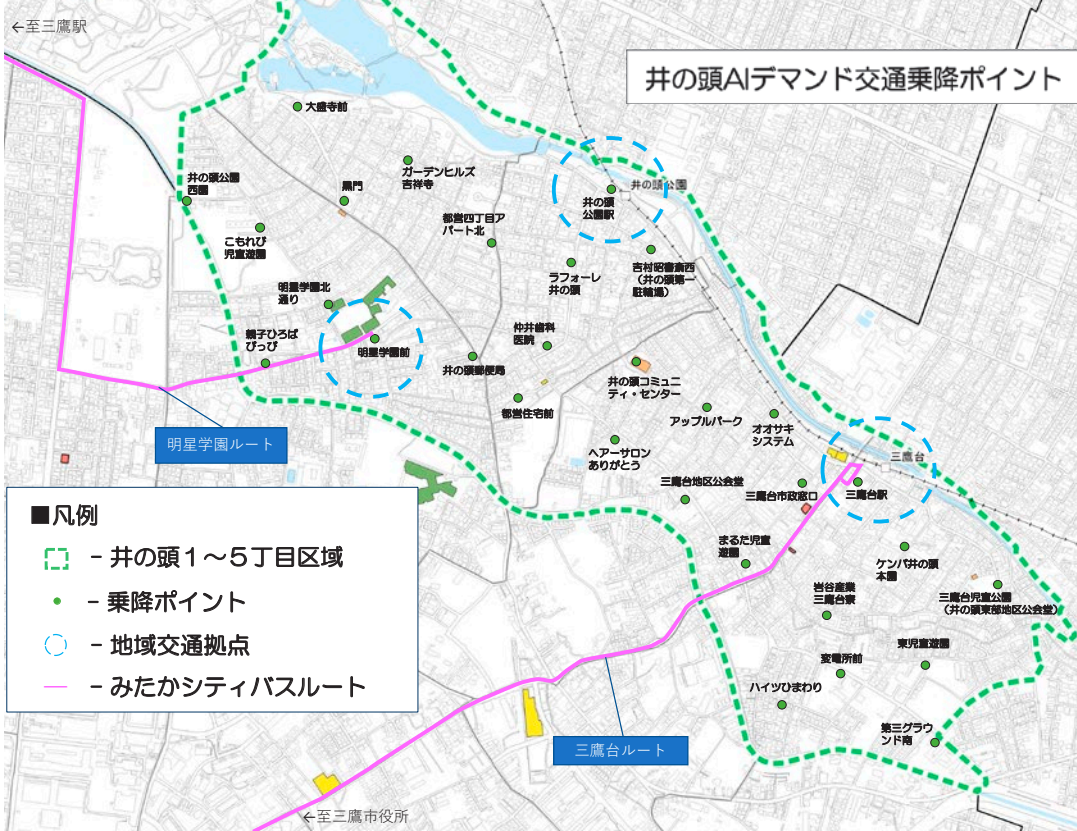 ←至三鷹駅
井の頭AIデマンド交通乗降ポイント
大盛寺前
ガーデンヒルズ
吉祥寺
井の頭公園
西園
黒門
井の頭公園
井の頭
公園駅
こもれび
児童遊園
都営四丁目ア
パート北
ラフォーレ
井の頭
吉村昭書斎西
(井の頭第一
駐輪場)
明星学園北
通り
親子ひろば
ぴっぴ
明星学園前
仲井歯科
医院
井の頭郵便局
井の頭コミュニ
ティ・センター
都営住宅前
アップルパーク
オオサキ
システム
明星学園ルート
ヘアーサロン
ありがとう
三鷹台
三鷹台地区公会堂
三鷹台市政窓口
三鷹台駅
■凡例
- 井の頭1~5丁目区域
- 乗降ポイント
- 地域交通拠点
- みたかシティバスルート
まるた児童
遊園
ケンパ井の頭
本園
岩谷産業
三鷹台寮
三鷹台児童公園
(井の頭東部地区公会堂)
東児童遊園
変電所前
ハイツひまわり
第三グラウ
ンド南
三鷹台ルート
←至三鷹市役所